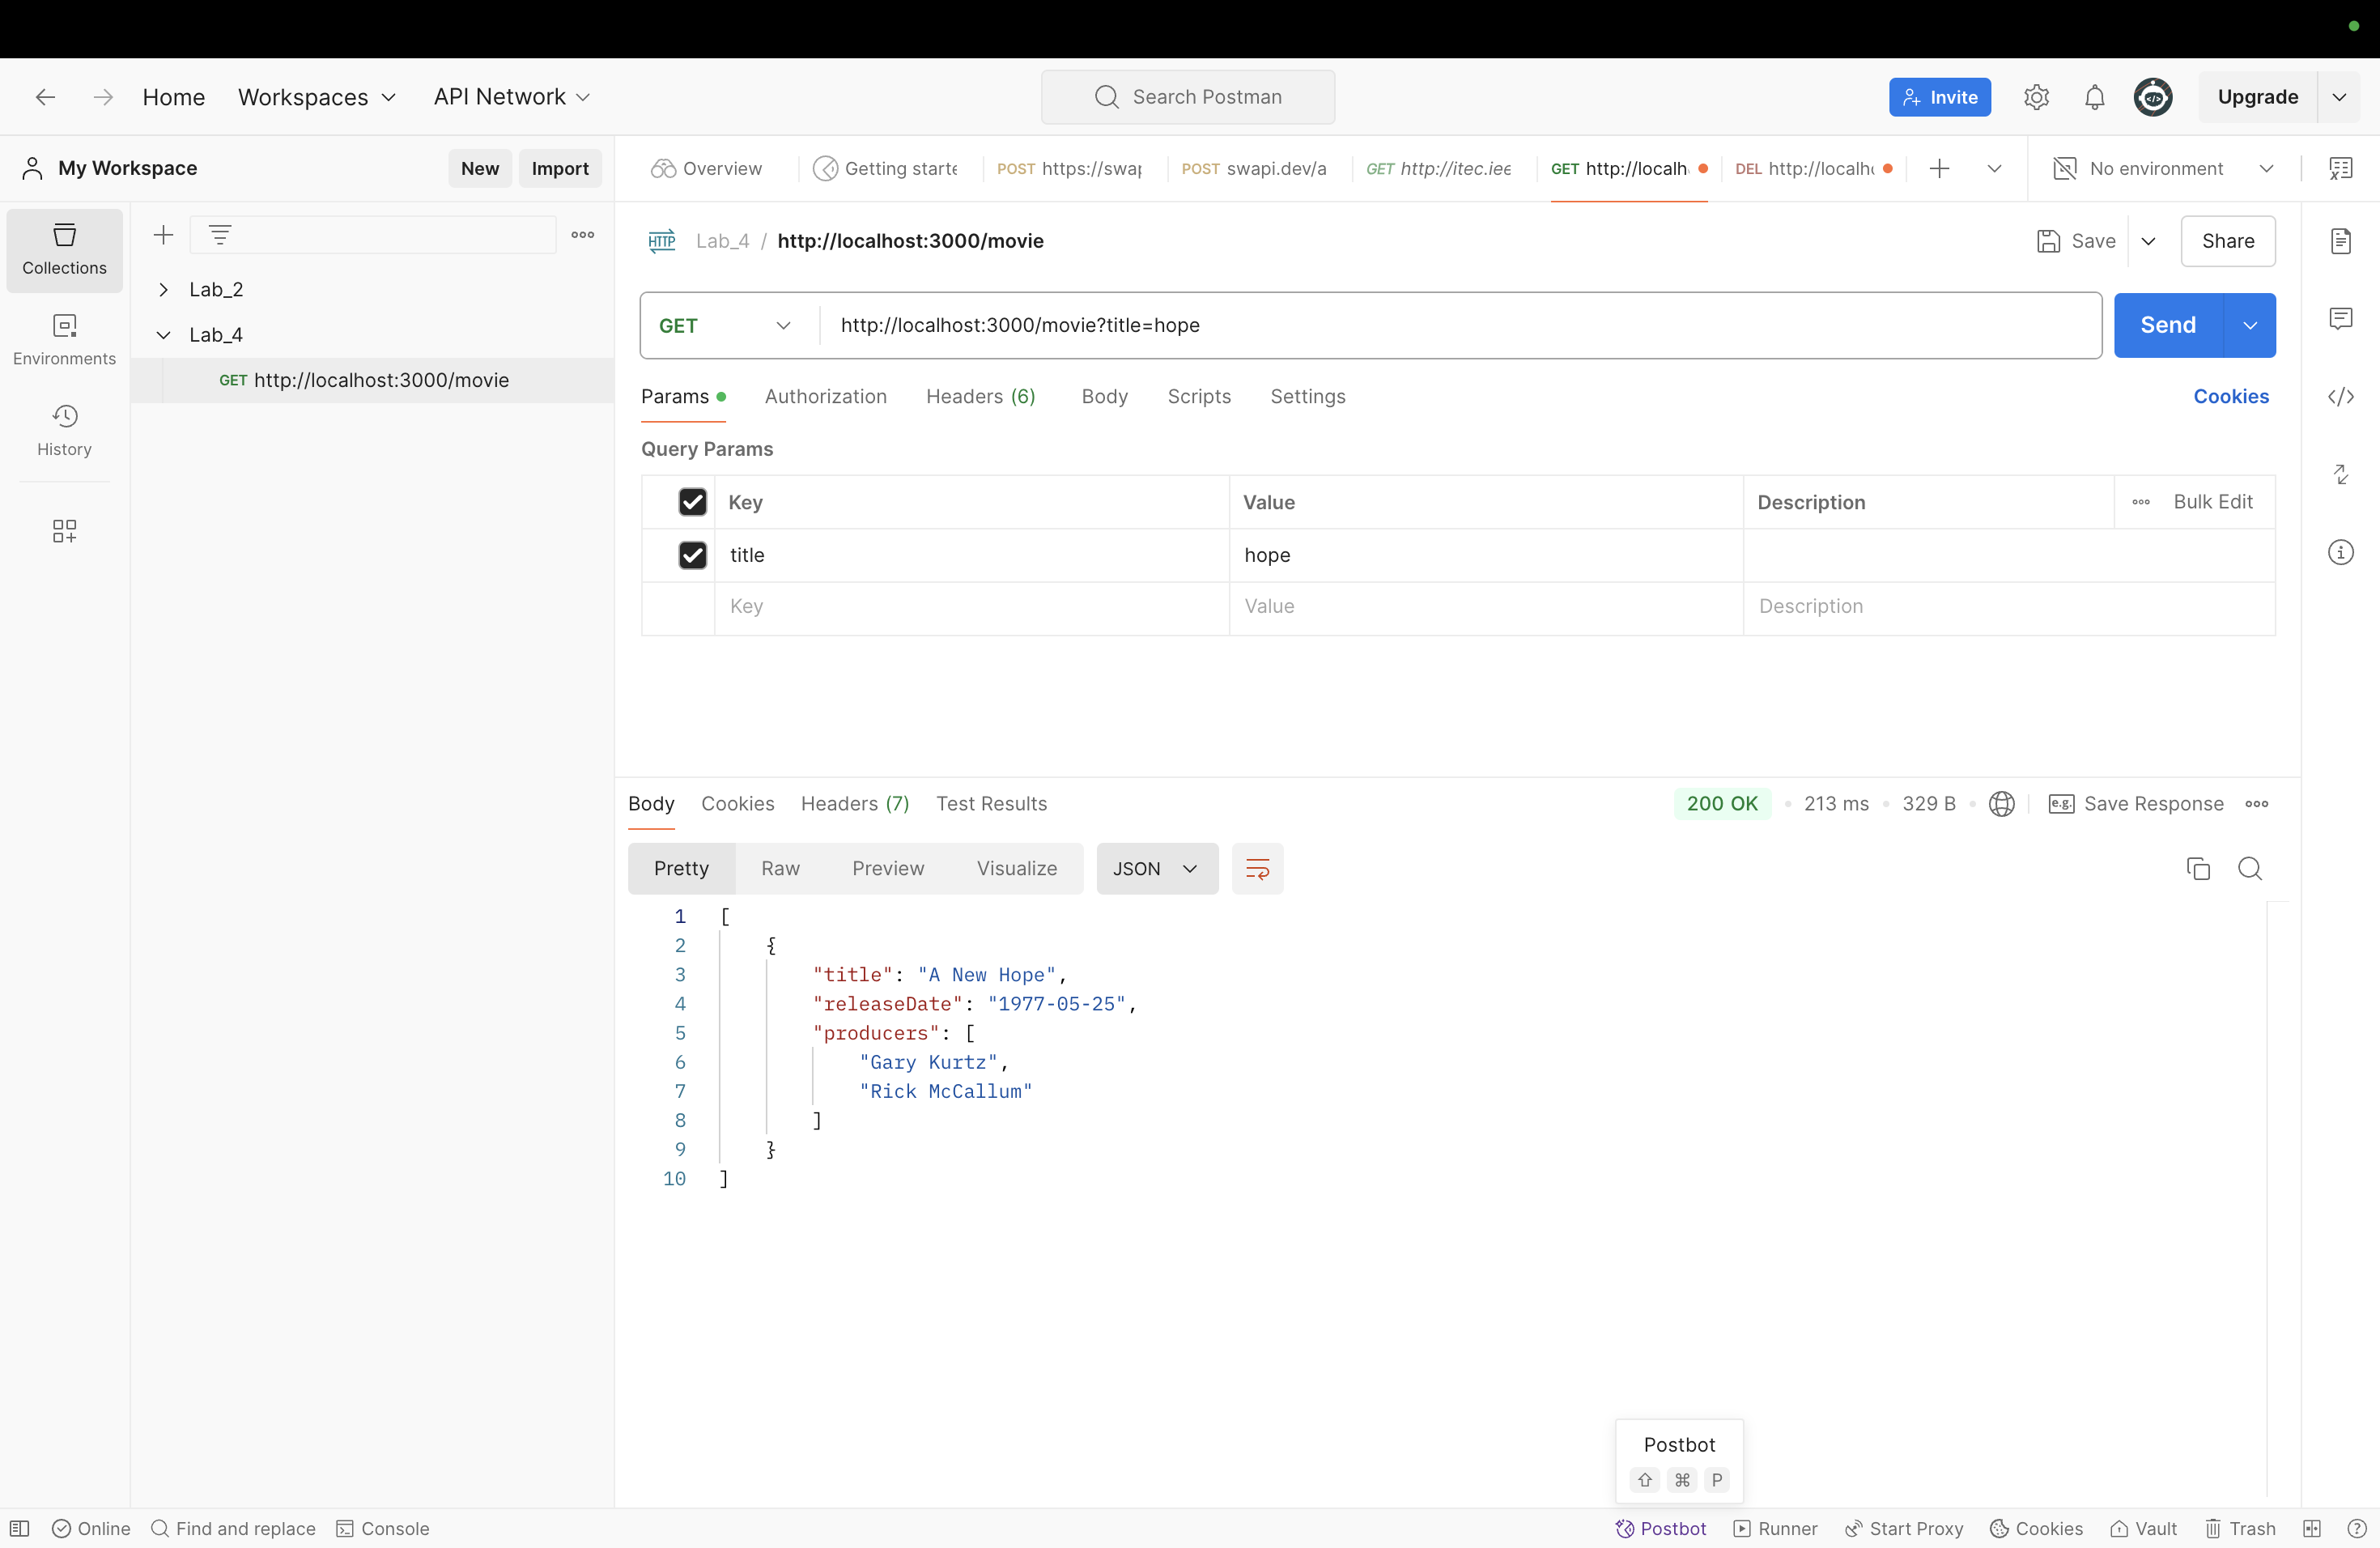 Home
Workspaces
API Network
Search Postman
Invite
Upgrade
My Workspace
New
Import
Overview
Getting starte
POST https://swap
POST swapi.dev/a
GET http://itec.iee
GET http://localh
DEL http://localho
No environment
Collections
Environments
History
Lab_2
Lab_4
GET http://localhost:3000/movie
HTTP
Lab_4 / http://localhost:3000/movie
Save
Share
GET
http://localhost:3000/movie?title=hope
Send
Params
Authorization
Headers (6)
Body
Scripts
Settings
Cookies
Query Params
Key Value Description Bulk Edit
title hope
Key Value Description
Body
Cookies
Headers (7)
Test Results
200 OK
213 ms
329 B
e.g. Save Response
Pretty
Raw
Preview
Visualize
JSON
1 [
2 {
3 "title": "A New Hope",
4 "releaseDate": "1977-05-25",
5 "producers": [
6 "Gary Kurtz",
7 "Rick McCallum"
8 ]
9 }
10 ]
Postbot
⇧ ⌘ P
Online
Find and replace
Console
Postbot
Runner
Start Proxy
Cookies
Vault
Trash